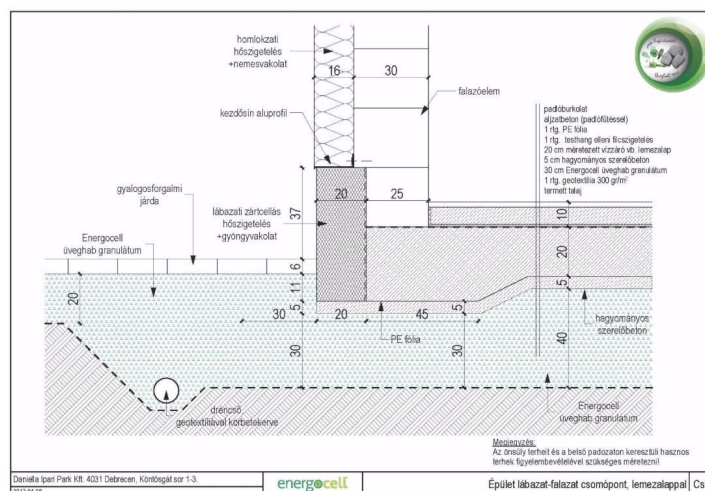 homlokzati
hőszigetelés
+nemesvakolat
16
30
falazóelem
kezdősín aluprofil
padlóburkolat
aljzatbeton (padlófűtéssel)
1 rtg. PE fólia
1 rtg. testhang elleni filcszigetelés
20 cm méretezett vízzáró vb. lemezalap
5 cm hagyományos szerelőbeton
30 cm Energocell üveghab granulátum
1 rtg. geotextilia 300 gr/m²
termett talaj
gyalogosforgalmi
járda
20
25
37
lábazati zártcellás
hőszigetelés
+gyöngyvakolat
10
Energocell
üveghab granulátum
20
6
11
5
20
5
5
30
20
45
hagyományos
szerelőbeton
PE fólia
30
30
40
dréncső
geotextiliával körbetekerve
Energocell
üveghab granulátum
Megjegyzés:
Az önsúly terheit és a belső padozaton keresztüli hasznos
terhek figyelembevételével szükséges méretezni!
Daniella Ipari Park Kft. 4031 Debrecen, Köntösgát sor 1-3.
energocell
Épület lábazat-falazat csomópont, lemezalappal
Cs